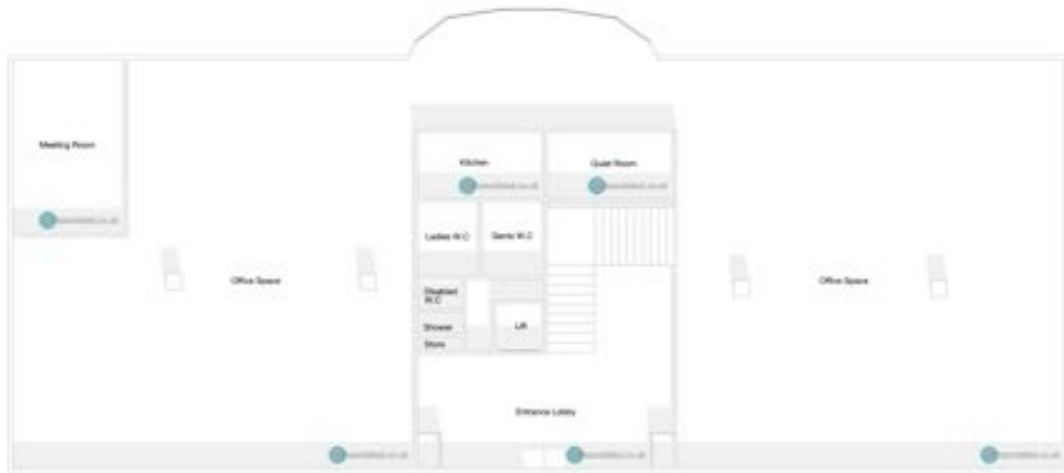 Meeting Room
Kitchen
Quiet Room
Ladies W.C
Gents W.C
Office Space
Office Space
Disabled
W.C
Shower
Store
Lift
Entrance Lobby